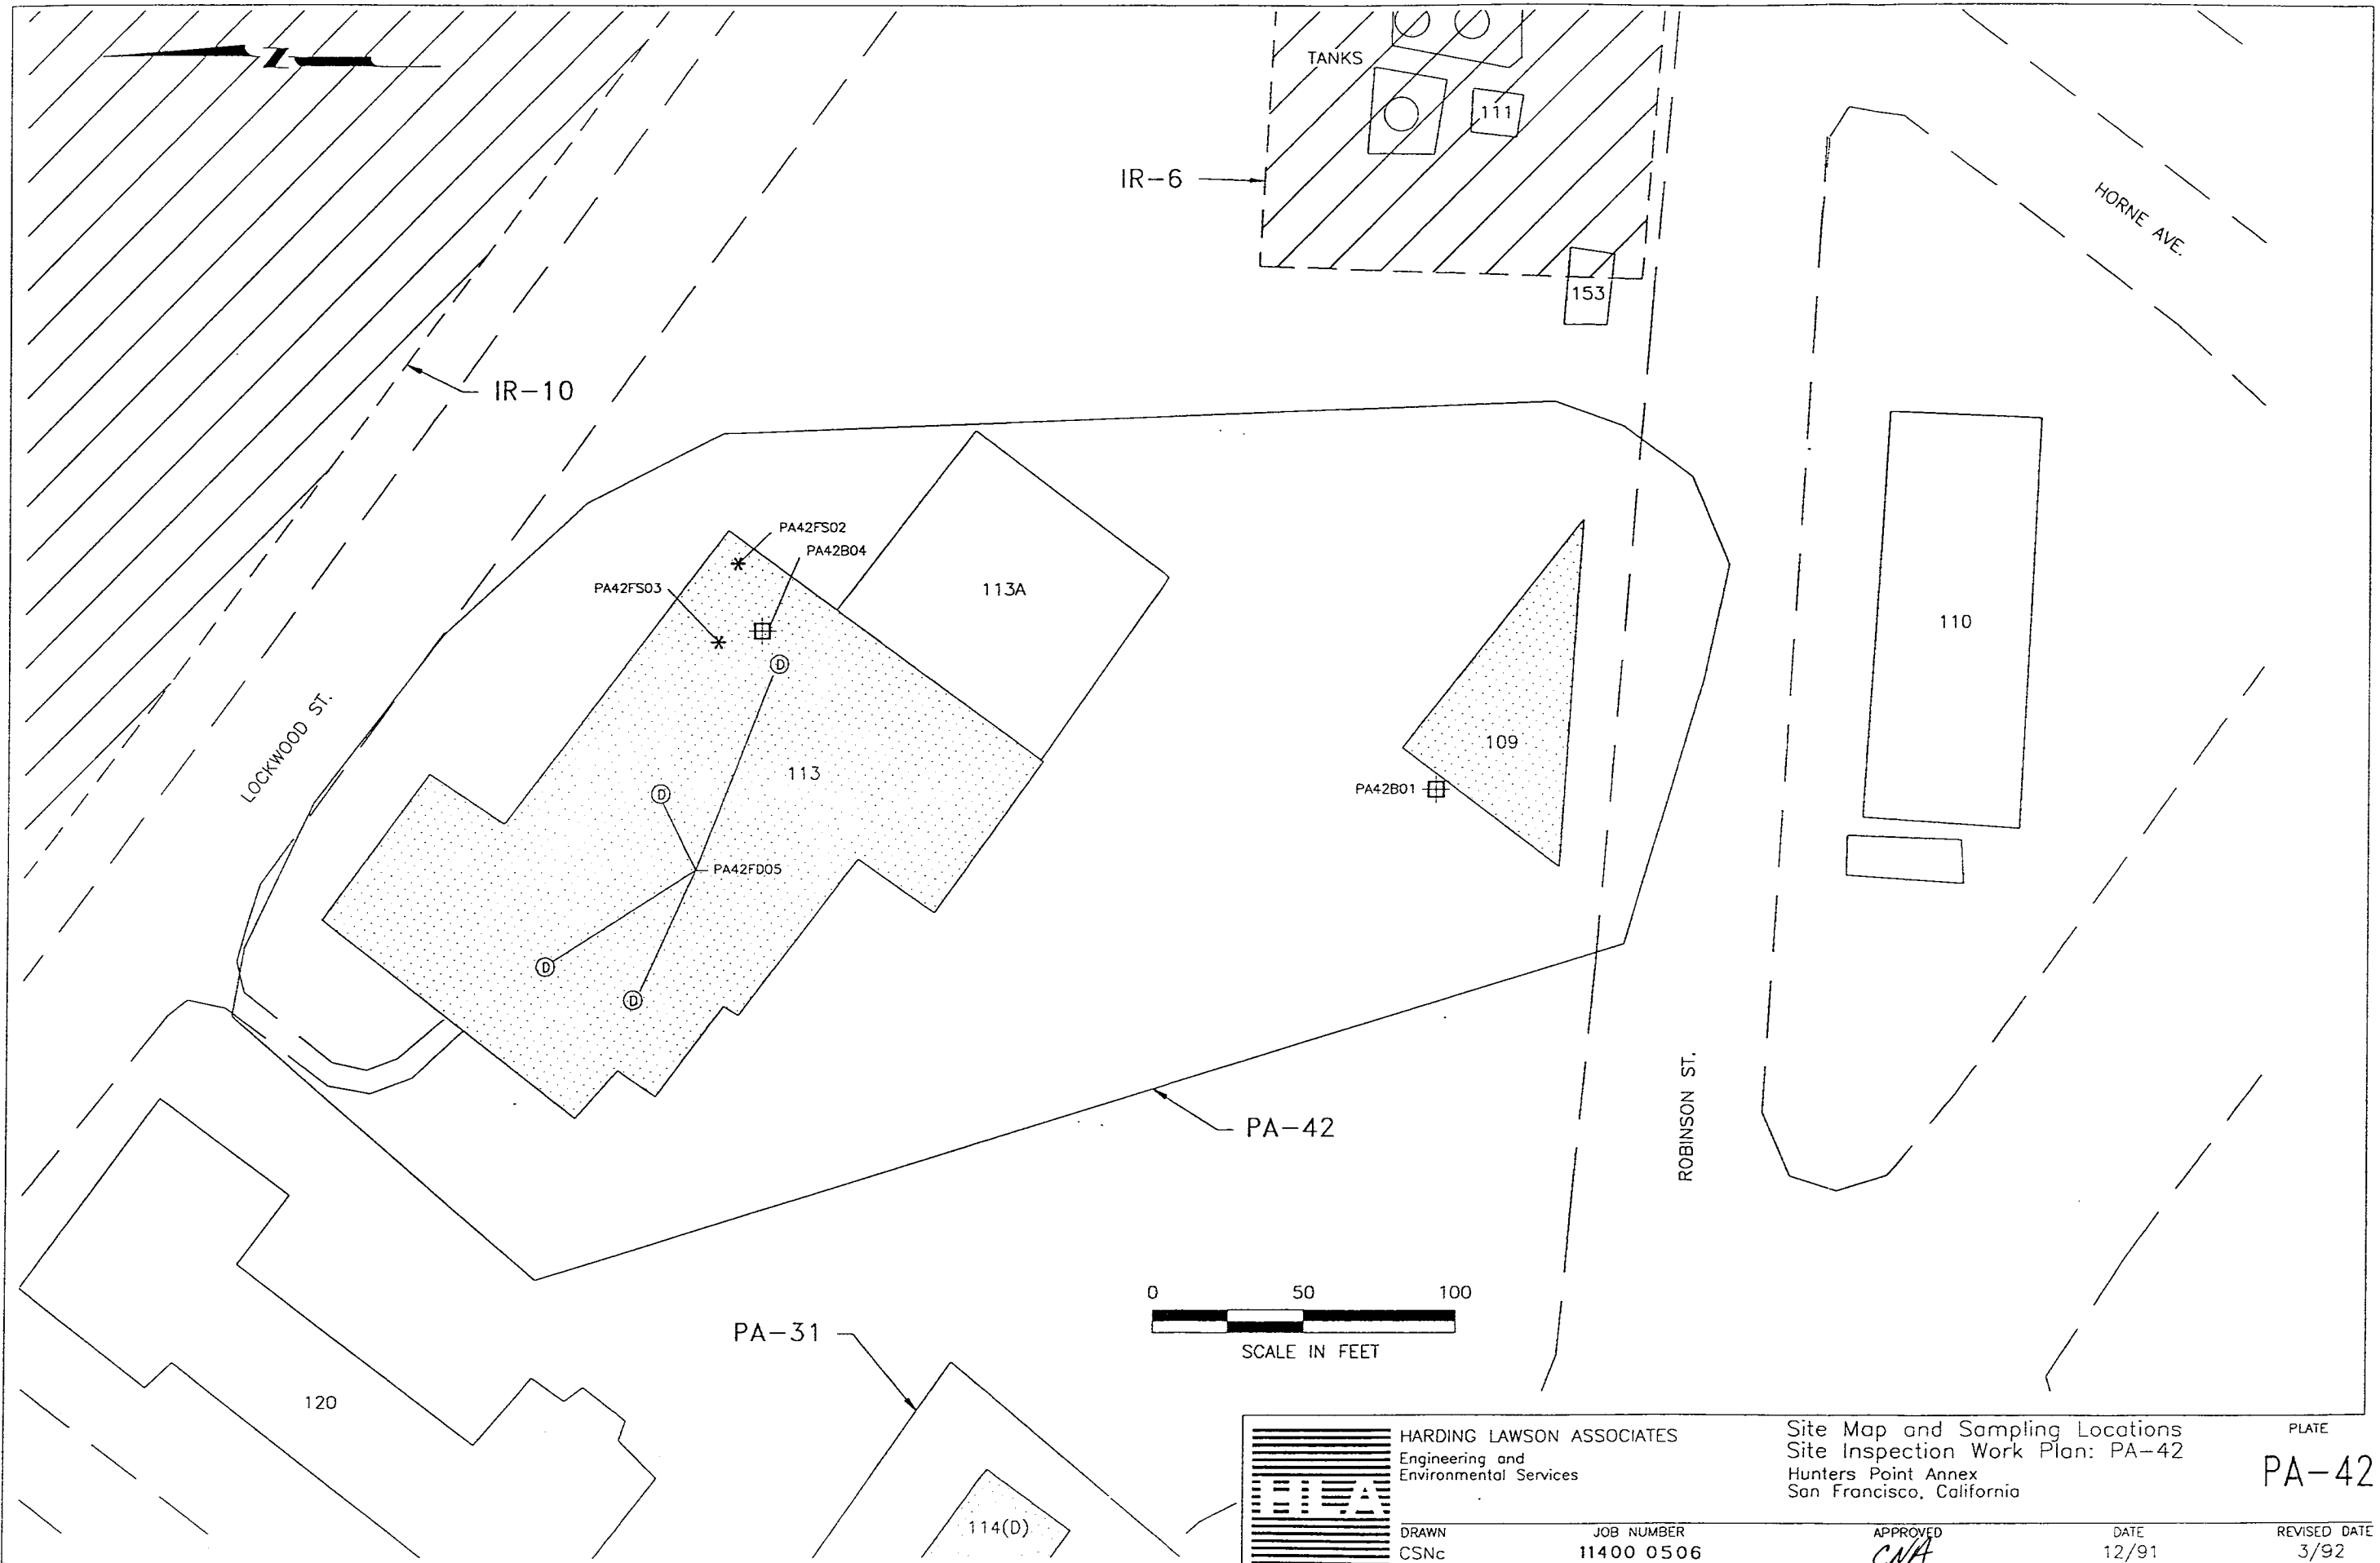 Z
TANKS
111
IR-6
HORNE AVE.
153
IR-10
PA42FS02
PA42B04
PA42FS03
113A
110
D
LOCKWOOD ST.
109
113
D
PA42B01
PA42FD05
D
D
ROBINSON ST.
PA-42
0 50 100
SCALE IN FEET
PA-31
120
114(D)
HLA
HARDING LAWSON ASSOCIATES
Engineering and
Environmental Services
Site Map and Sampling Locations
Site Inspection Work Plan: PA-42
Hunters Point Annex
San Francisco, California
PLATE
PA-42
DRAWN
CSNc
JOB NUMBER
11400 0506
APPROVED
CNA
DATE
12/91
REVISED DATE
3/92